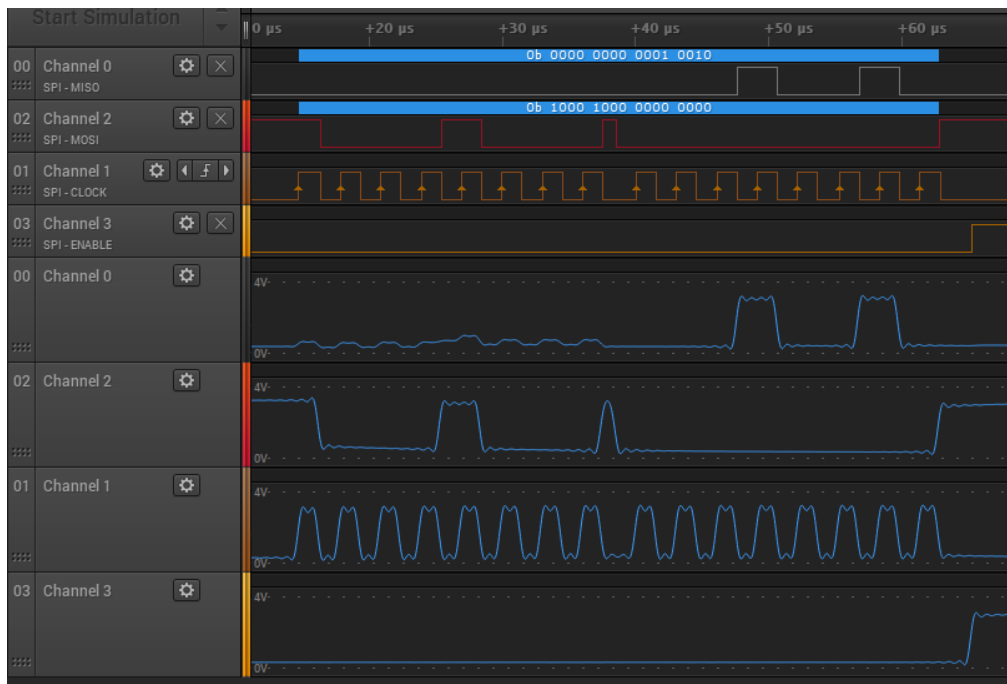 Start Simulation
0 µs +20 µs +30 µs +40 µs +50 µs +60 µs
00 Channel 0
SPI - MISO
0b 0000 0000 0001 0010
02 Channel 2
SPI - MOSI
0b 1000 1000 0000 0000
01 Channel 1
SPI - CLOCK
03 Channel 3
SPI - ENABLE
00 Channel 0
4V
0V
02 Channel 2
4V
0V
01 Channel 1
4V
0V
03 Channel 3
4V
0V